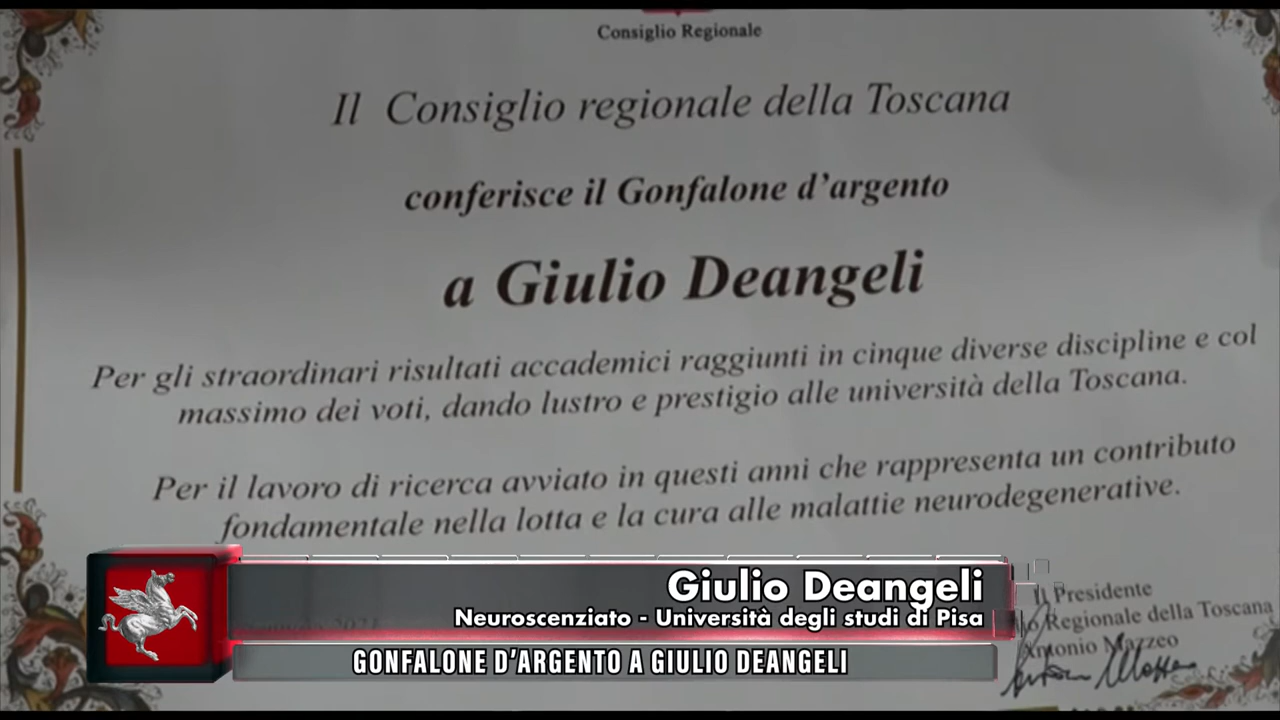 Consiglio Regionale
Il Consiglio regionale della Toscana
conferisce il Gonfalone d'argento
a Giulio Deangeli
Per gli straordinari risultati accademici raggiunti in cinque diverse discipline e col
massimo dei voti, dando lustro e prestigio alle università della Toscana.
Per il lavoro di ricerca avviato in questi anni che rappresenta un contributo
fondamentale nella lotta e la cura alle malattie neurodegenerative.
Il Presidente
Regionale della Toscana
Antonio Mazzeo
Giulio Deangeli
Neuroscenziato - Università degli studi di Pisa
GONFALONE D'ARGENTO A GIULIO DEANGELI